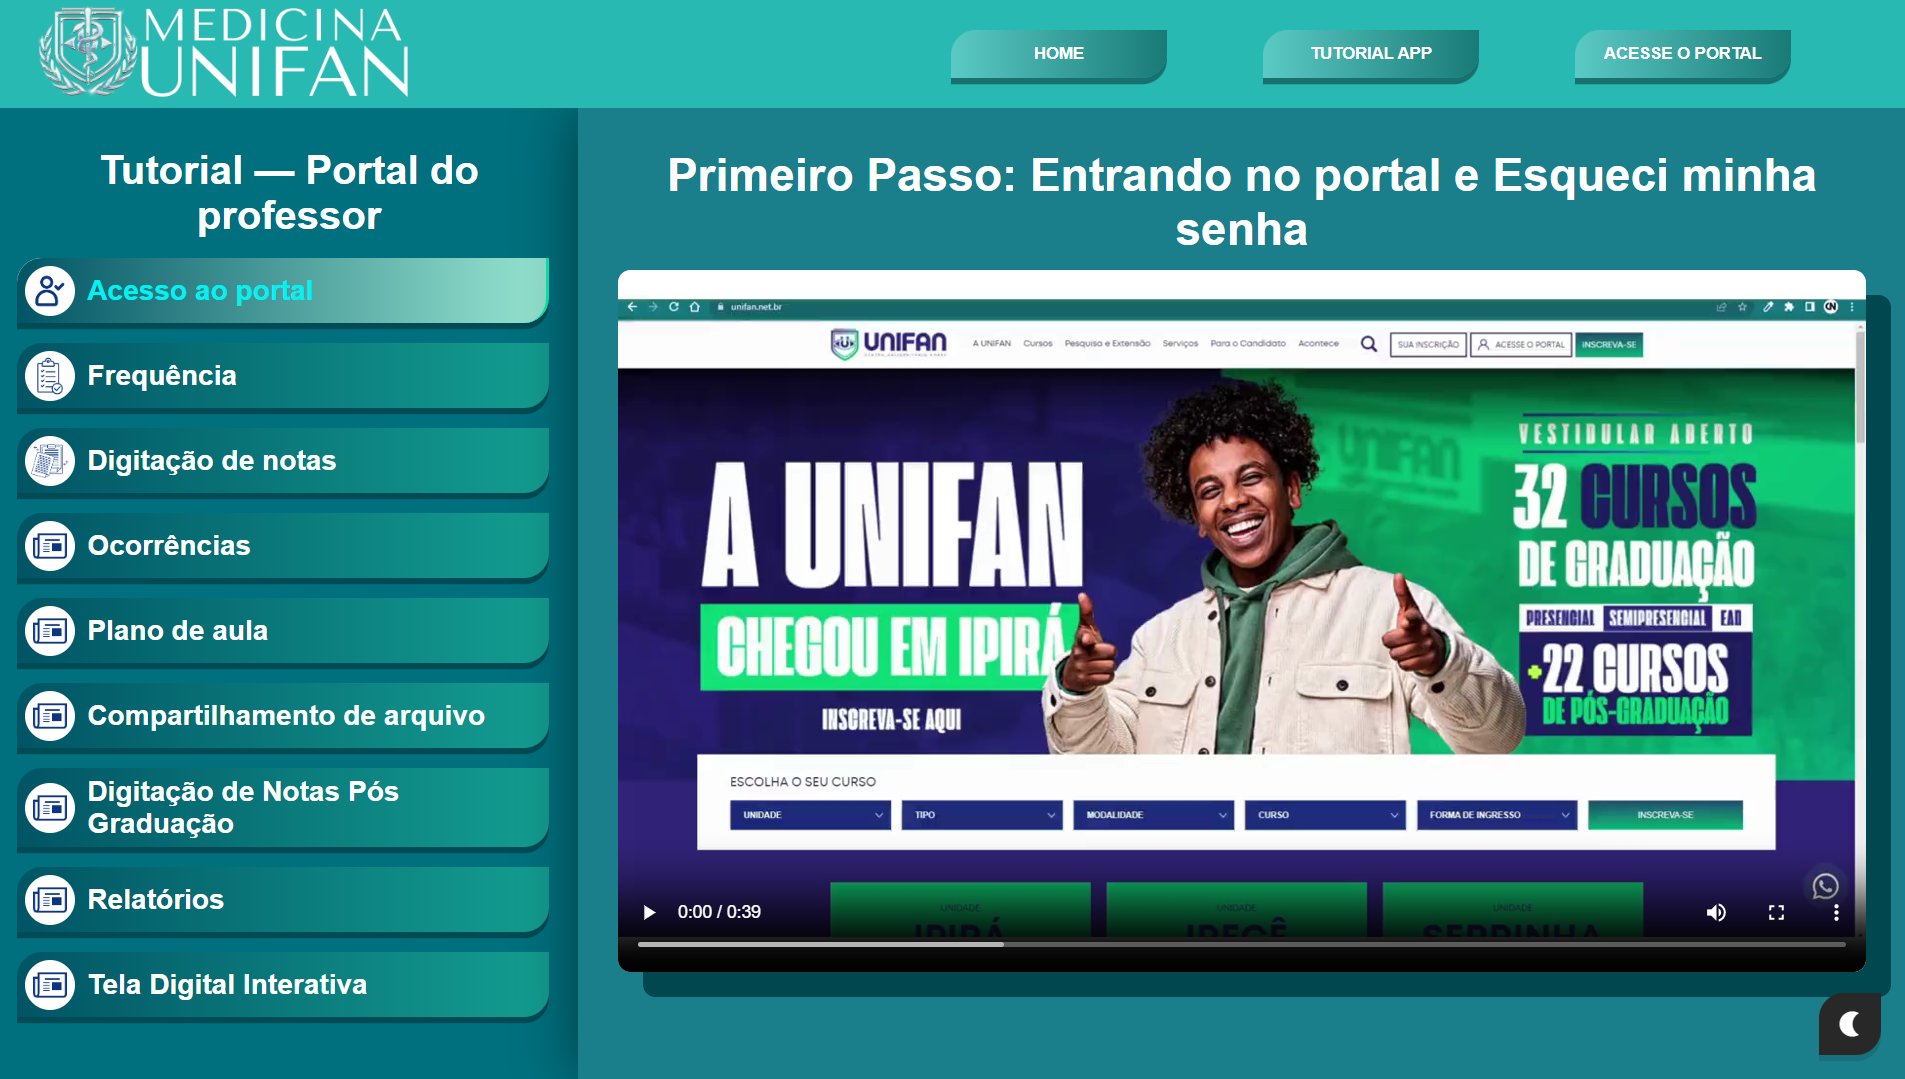 MEDICINA
UNIFAN
HOME
TUTORIAL APP
ACESSE O PORTAL
Tutorial — Portal do
professor
Acesso ao portal
Frequência
Digitação de notas
Ocorrências
Plano de aula
Compartilhamento de arquivo
Digitação de Notas Pós
Graduação
Relatórios
Tela Digital Interativa
Primeiro Passo: Entrando no portal e Esqueci minha
senha
unifan.net.br
UNIFAN
A UNIFAN
Cursos
Pesquisa e Extensão
Serviços
Para o Candidato
Acontece
SUA INSCRIÇÃO
ACESSE O PORTAL
INSCREVA-SE
UNIFAN
A UNIFAN
CHEGOU EM IPIRÁ
INSCREVA-SE AQUI
VESTIBULAR ABERTO
32 CURSOS
DE GRADUAÇÃO
PRESENCIAL SEMIPRESENCIAL EAD
+22 CURSOS
DE PÓS-GRADUAÇÃO
ESCOLHA O SEU CURSO
UNIDADE
TIPO
MODALIDADE
CURSO
FORMA DE INGRESSO
INSCREVA-SE
UNIDADE
UNIDADE
UNIDADE
IPIRÁ
IRECÊ
SERRINHA
0:00 / 0:39